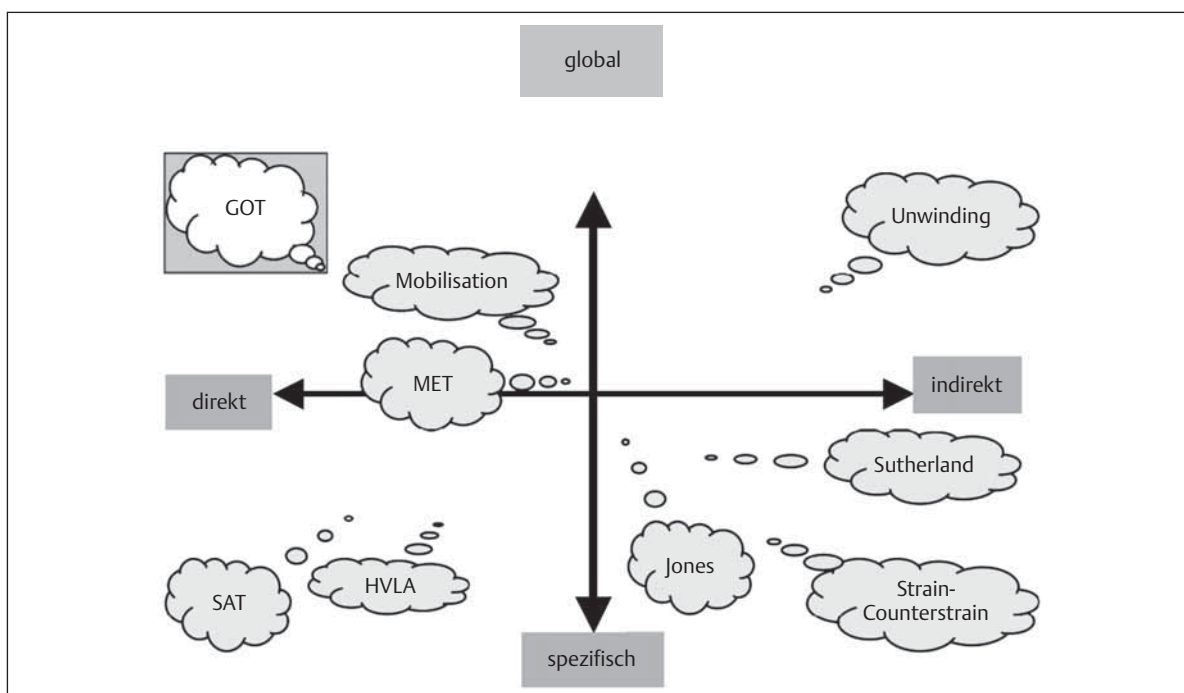 global
GOT
Unwinding
Mobilisation
MET
direkt
indirekt
Sutherland
Jones
Strain-
Counterstrain
HVLA
SAT
spezifisch